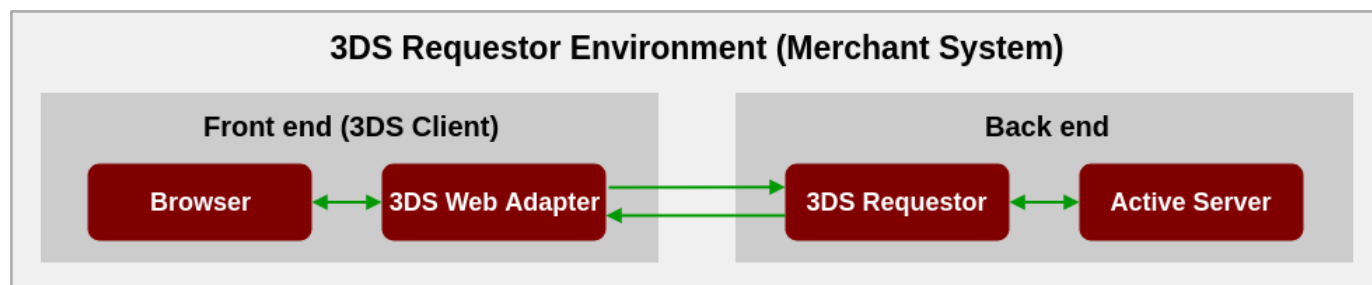 3DS Requestor Environment (Merchant System)
Front end (3DS Client)
Browser
3DS Web Adapter
Back end
3DS Requestor
Active Server